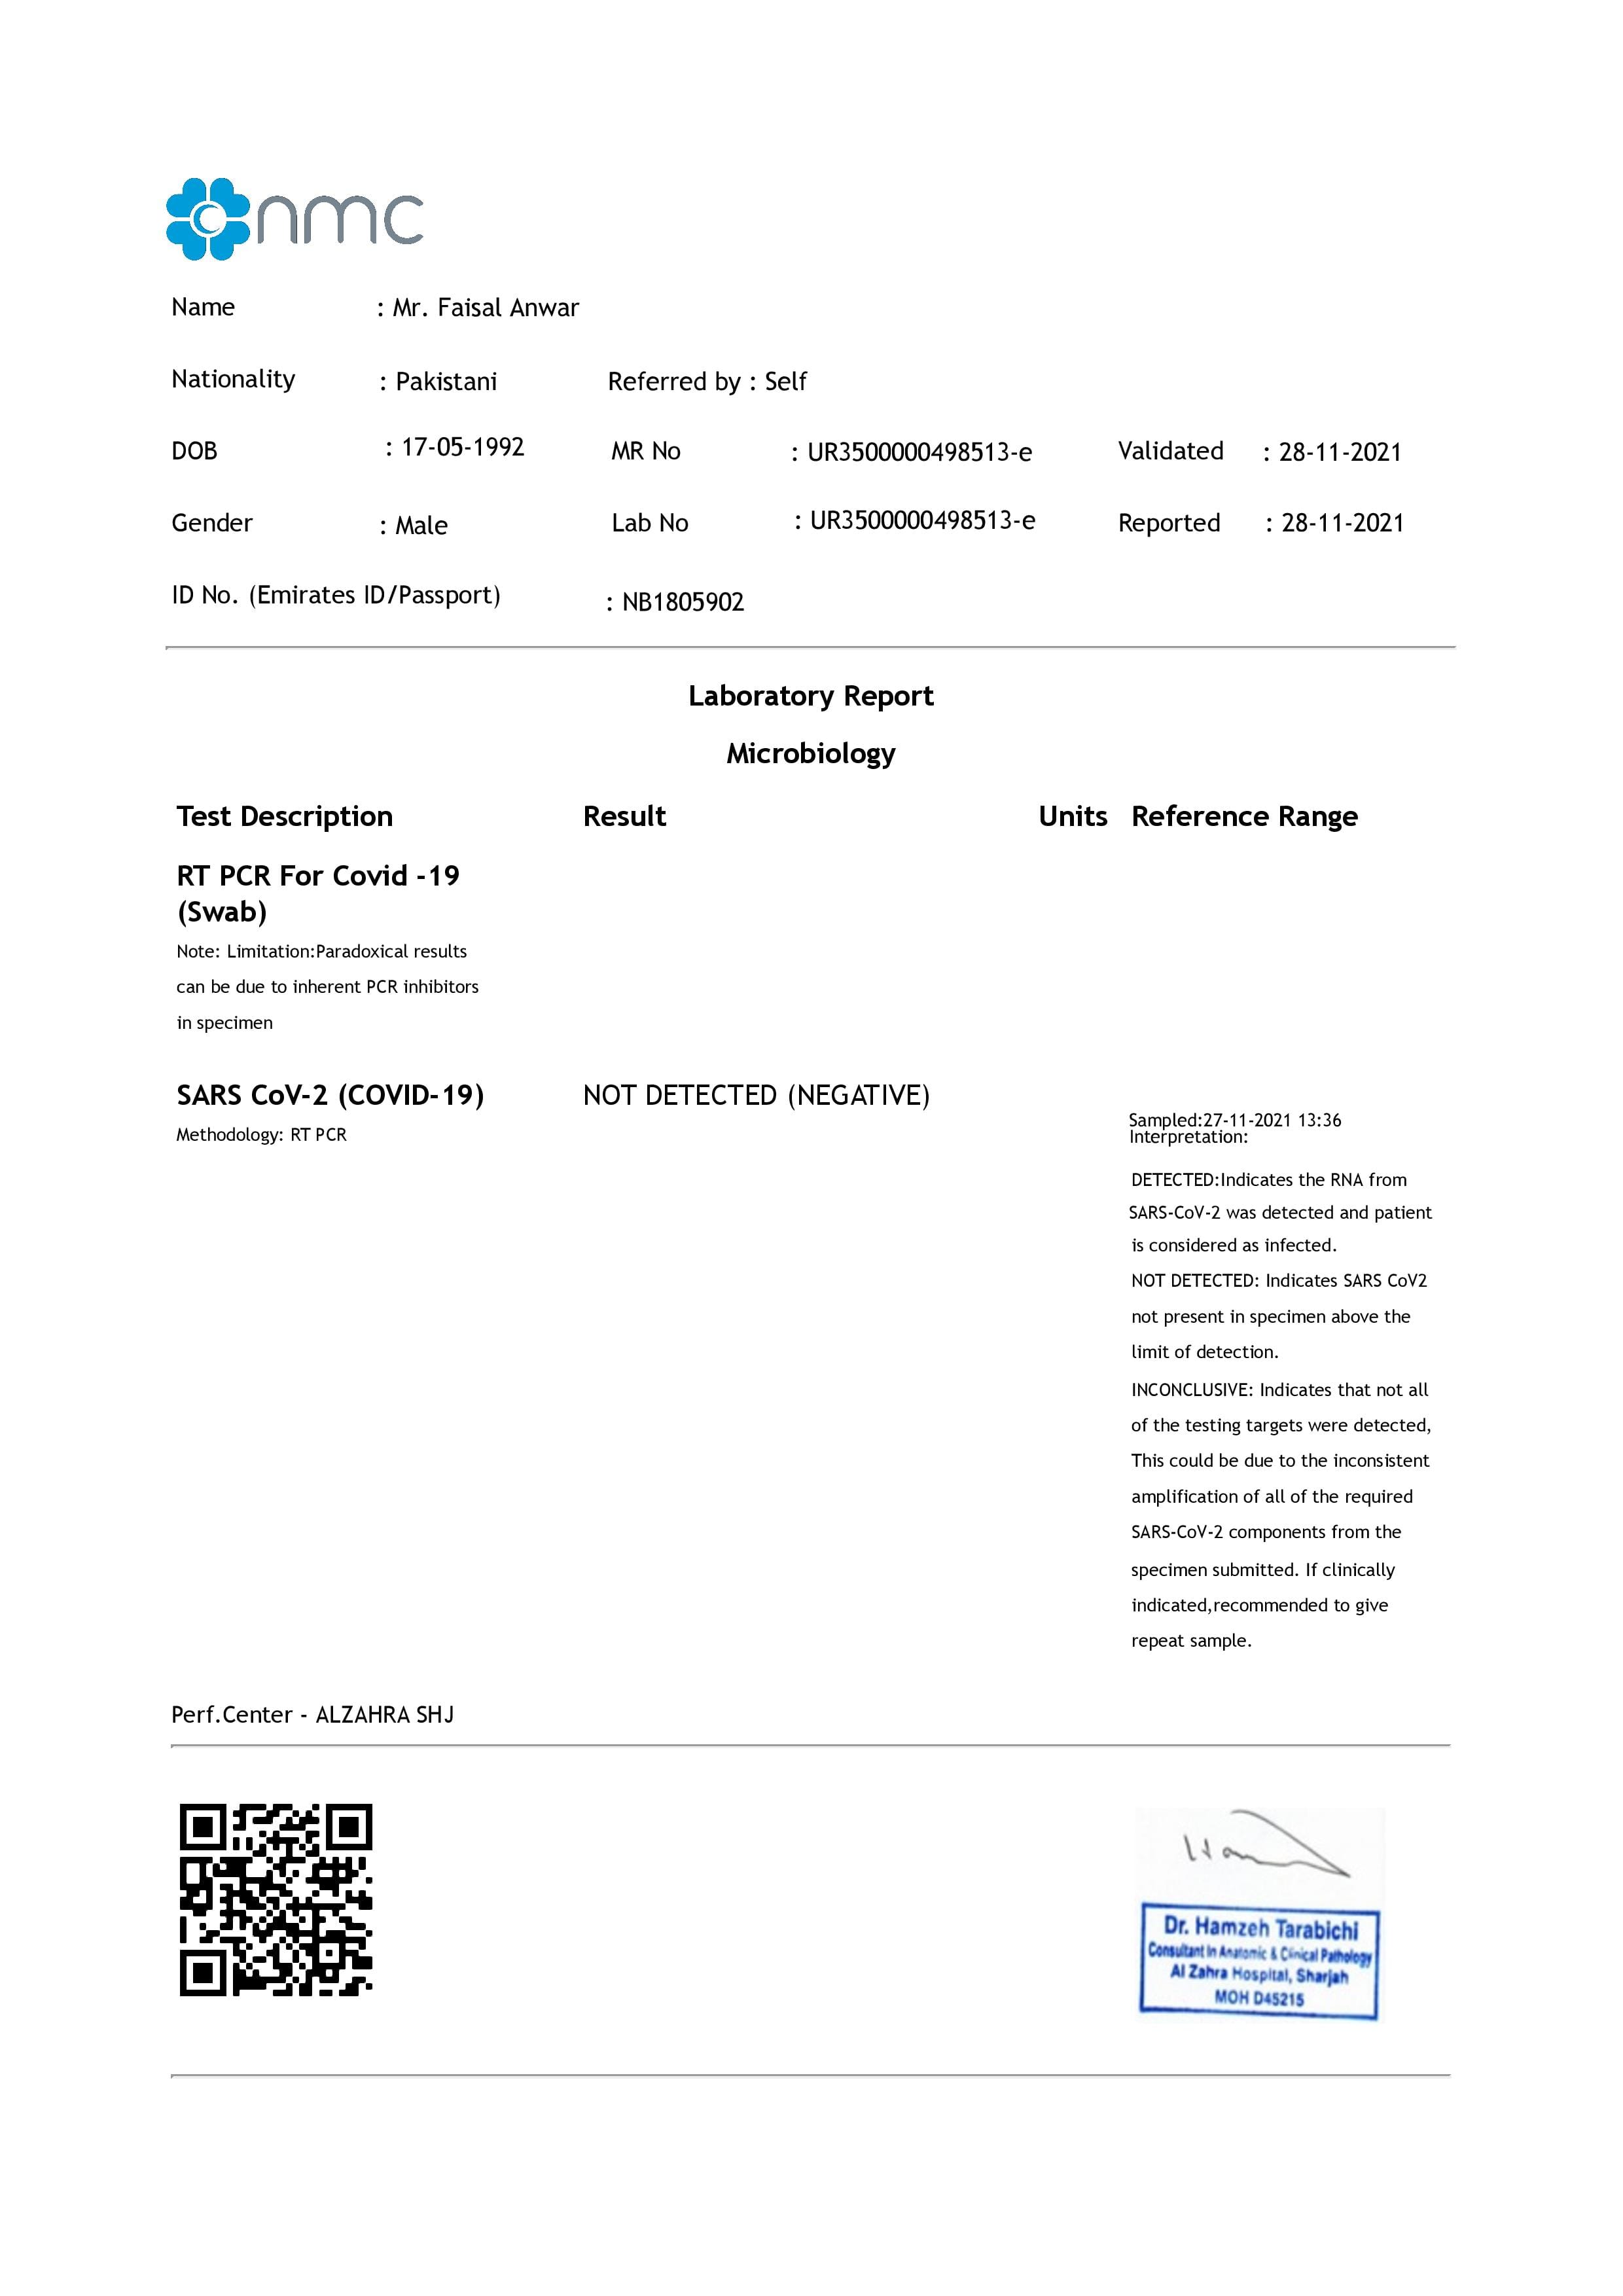 nmc
Name : Mr. Faisal Anwar
Nationality : Pakistani Referred by : Self
DOB : 17-05-1992 MR No : UR3500000498513-e Validated : 28-11-2021
Gender : Male Lab No : UR3500000498513-e Reported : 28-11-2021
ID No. (Emirates ID/Passport) : NB1805902
Laboratory Report
Microbiology
Test Description Result Units Reference Range
RT PCR For Covid -19
(Swab)
Note: Limitation:Paradoxical results
can be due to inherent PCR inhibitors
in specimen
SARS CoV-2 (COVID-19) NOT DETECTED (NEGATIVE)
Methodology: RT PCR
Sampled:27-11-2021 13:36
Interpretation:
DETECTED:Indicates the RNA from
SARS-CoV-2 was detected and patient
is considered as infected.
NOT DETECTED: Indicates SARS CoV2
not present in specimen above the
limit of detection.
INCONCLUSIVE: Indicates that not all
of the testing targets were detected,
This could be due to the inconsistent
amplification of all of the required
SARS-CoV-2 components from the
specimen submitted. If clinically
indicated,recommended to give
repeat sample.
Perf.Center - ALZAHRA SHJ
Dr. Hamzeh Tarabichi
Consultant In Anatomic & Clinical Pathology
Al Zahra Hospital, Sharjah
MOH D45215